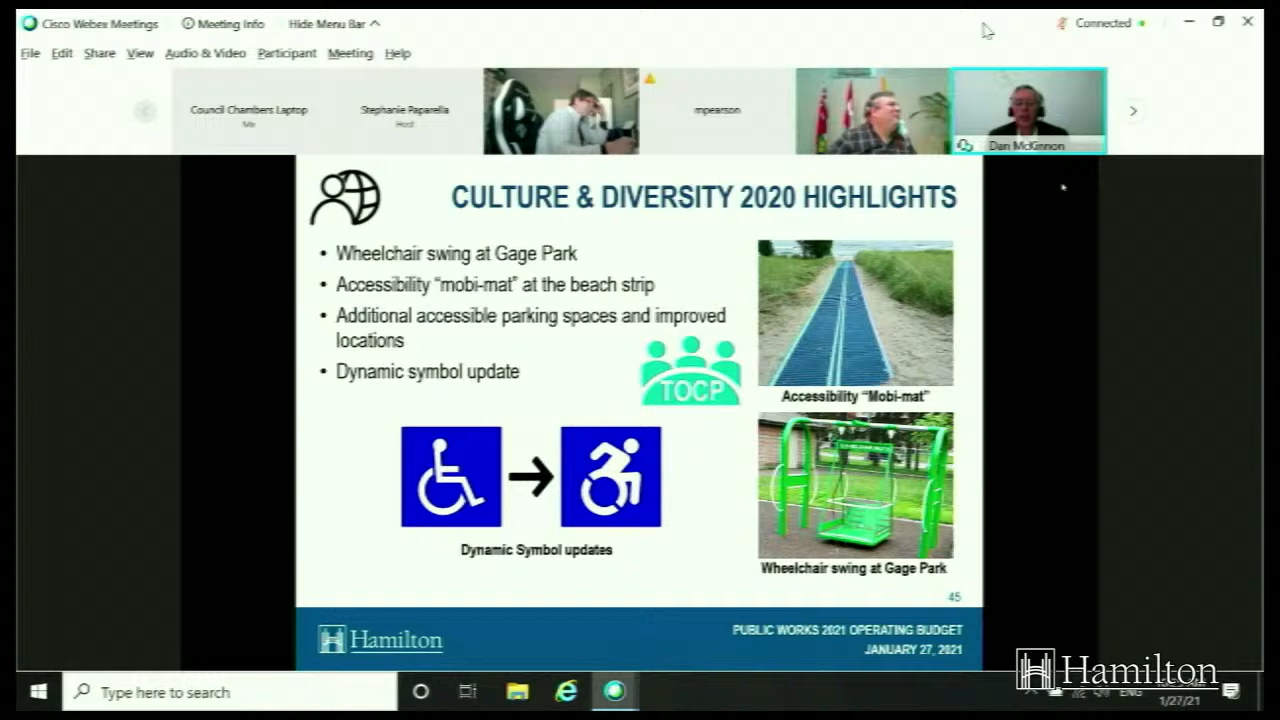 Cisco Webex Meetings
Meeting Info
Hide Menu Bar
Connected
File Edit Share View Audio & Video Participant Meeting Help
Council Chambers Laptop
Me
Stephanie Paparella
Host
mpearson
Dan McKinnon
CULTURE & DIVERSITY 2020 HIGHLIGHTS
• Wheelchair swing at Gage Park
• Accessibility “mobi-mat” at the beach strip
• Additional accessible parking spaces and improved
locations
• Dynamic symbol update
TOCP
Accessibility “Mobi-mat”
Dynamic Symbol updates
Wheelchair swing at Gage Park
45
Hamilton
PUBLIC WORKS 2021 OPERATING BUDGET
JANUARY 27, 2021
Hamilton
Type here to search
ENG
1/27/21